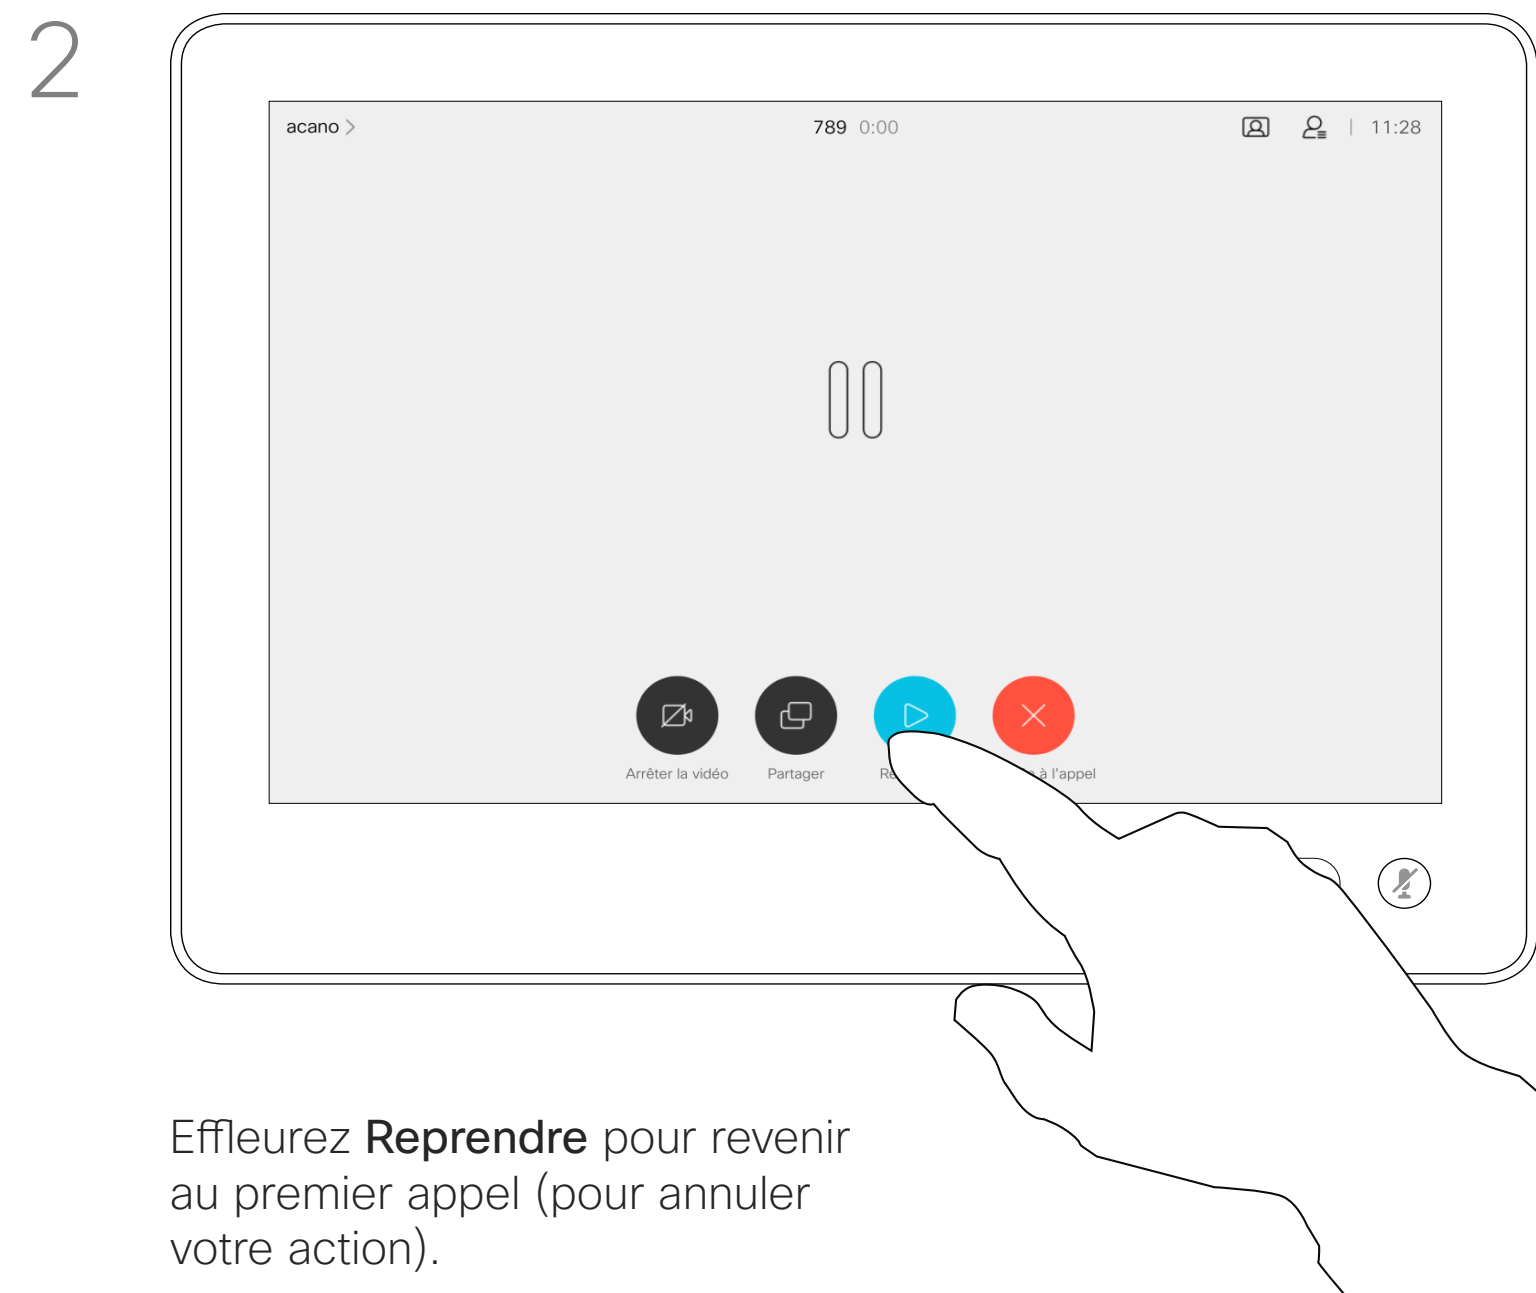 2
acano
789 0:00
11:28
Arrêter la vidéo
Partager
à l'appel
Effleurez Reprendre pour revenir
au premier appel (pour annuler
votre action).